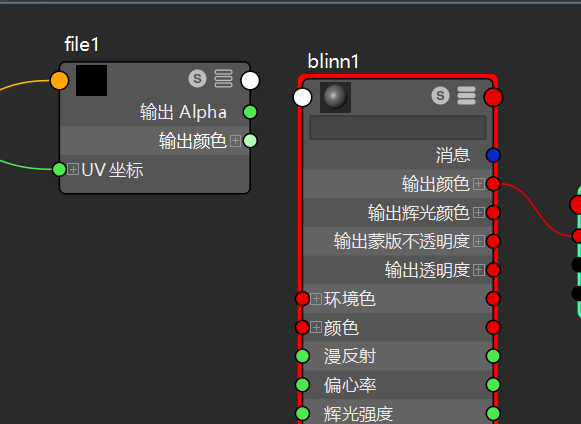 file1
S
输出 Alpha
输出颜色
UV 坐标
blinn1
S
消息
输出颜色
输出辉光颜色
输出蒙版不透明度
输出透明度
环境色
颜色
漫反射
偏心率
辉光强度